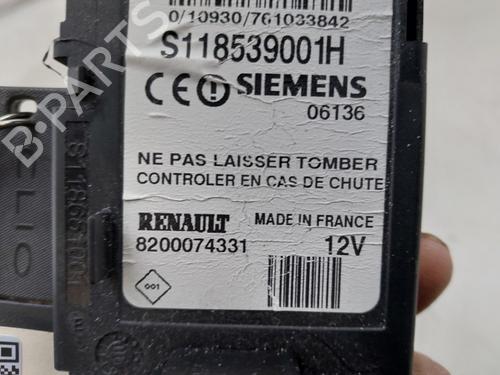 0/10930/761033842
S118539001H
SIEMENS
06136
NE PAS LAISSER TOMBER
CONTROLER EN CAS DE CHUTE
RENAULT MADE IN FRANCE
8200074331 12V
001
B-PARTS